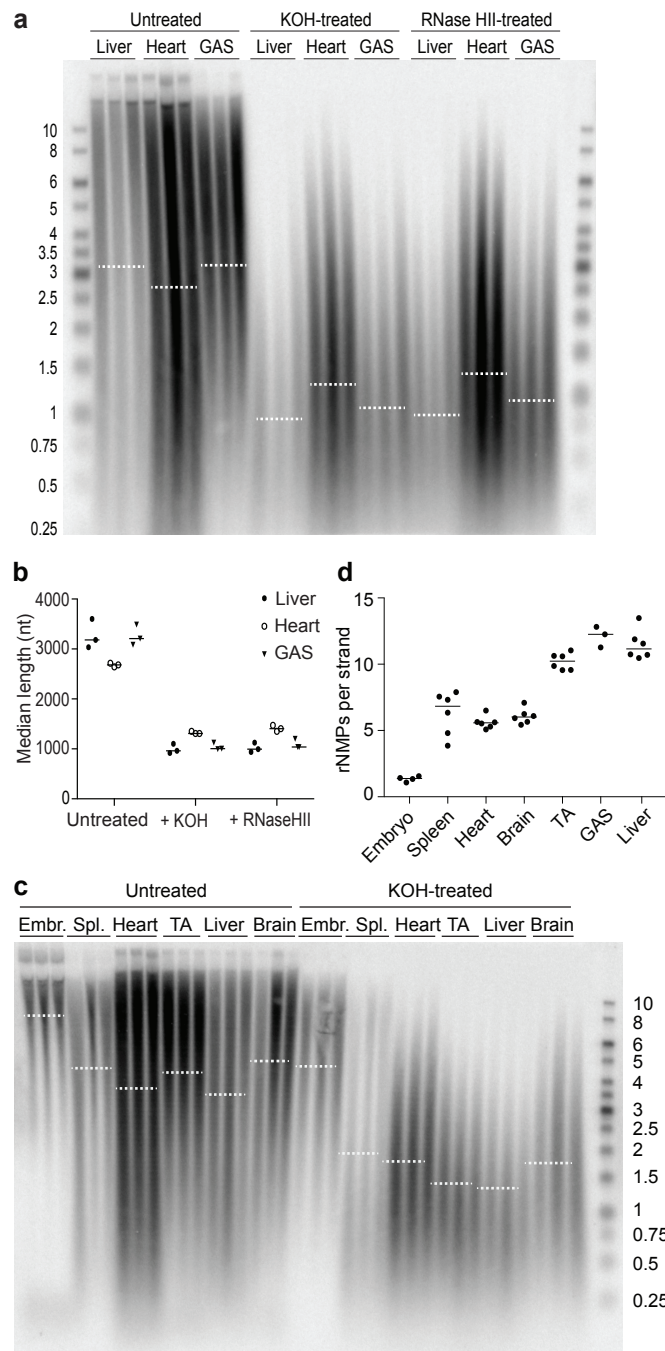 a
Untreated KOH-treated RNase HII-treated
Liver Heart GAS Liver Heart GAS Liver Heart GAS
10
8
6
5
4
3.5
3
2.5
2
1.5
1
0.75
0.5
0.25
b
Median length (nt)
4000
3000
2000
1000
0
Untreated + KOH + RNaseHII
Liver
Heart
GAS
d
rNMPs per strand
15
10
5
0
Embryo Spleen Heart Brain TA GAS Liver
c
Untreated KOH-treated
Embr. Spl. Heart TA Liver Brain Embr. Spl. Heart TA Liver Brain
10
8
6
5
4
3
2.5
2
1.5
1
0.75
0.5
0.25